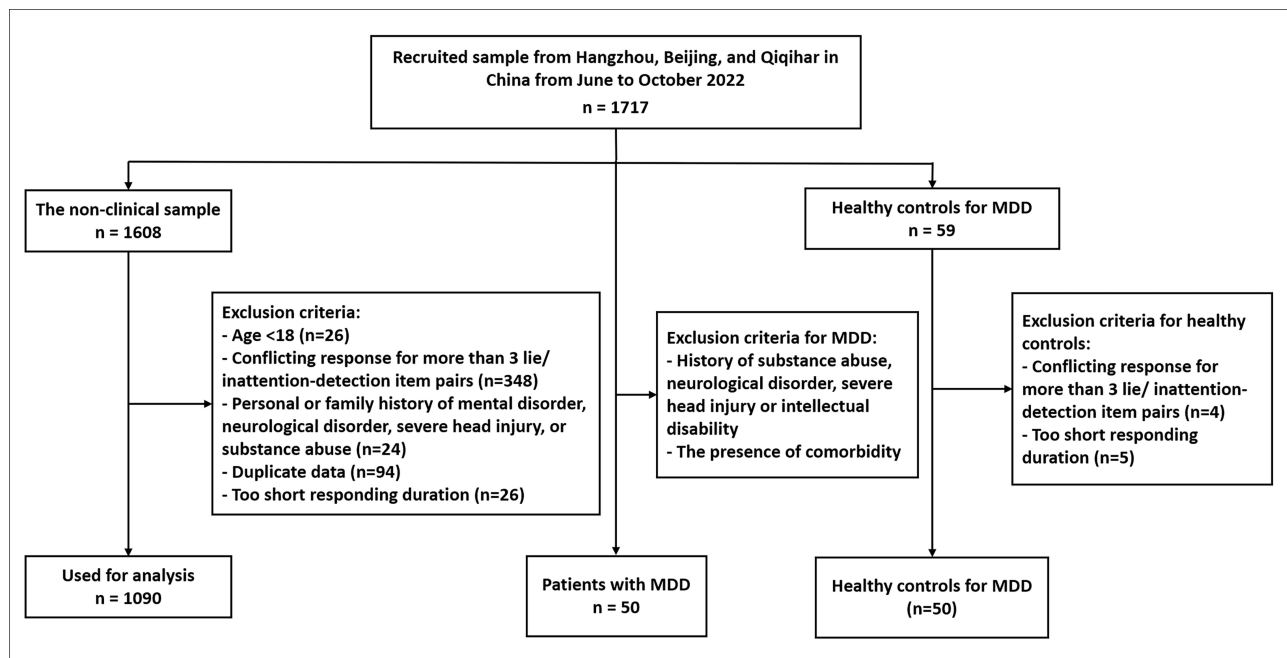 Recruited sample from Hangzhou, Beijing, and Qiqihar in
China from June to October 2022
n = 1717
The non-clinical sample
n = 1608
Healthy controls for MDD
n = 59
Exclusion criteria:
- Age <18 (n=26)
- Conflicting response for more than 3 lie/
inattention-detection item pairs (n=348)
- Personal or family history of mental disorder,
neurological disorder, severe head injury, or
substance abuse (n=24)
- Duplicate data (n=94)
- Too short responding duration (n=26)
Exclusion criteria for MDD:
- History of substance abuse,
neurological disorder, severe
head injury or intellectual
disability
- The presence of comorbidity
Exclusion criteria for healthy
controls:
- Conflicting response for
more than 3 lie/ inattention-
detection item pairs (n=4)
- Too short responding
duration (n=5)
Used for analysis
n = 1090
Patients with MDD
n = 50
Healthy controls for MDD
(n=50)